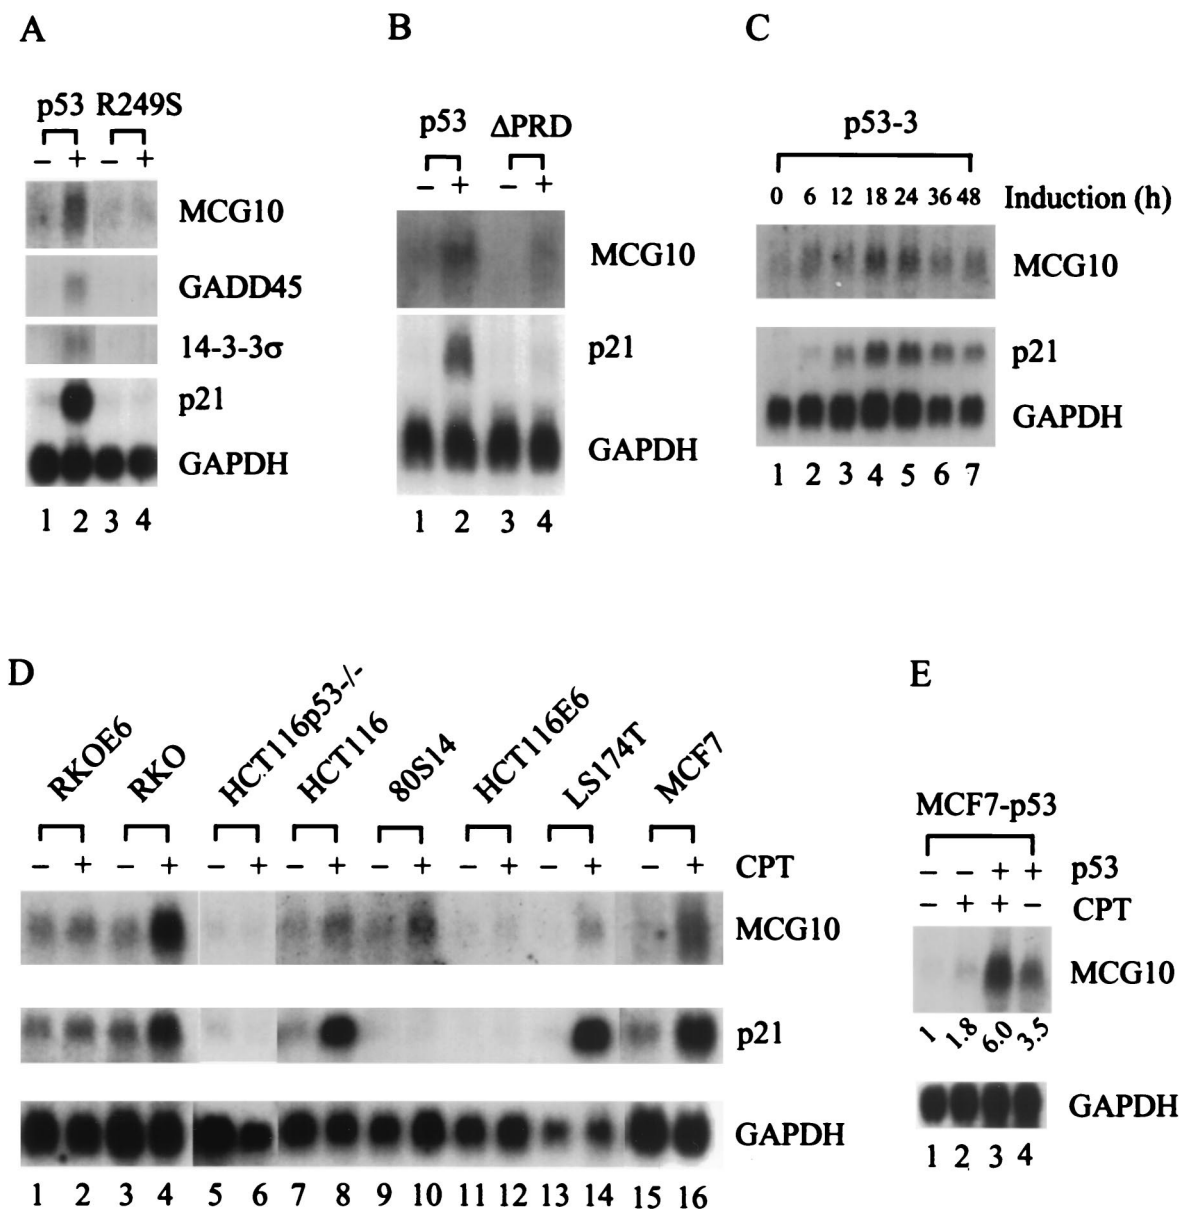 A
p53 R249S
− + − +
MCG10
GADD45
14-3-3σ
p21
GAPDH
1 2 3 4
B
p53 ΔPRD
− + − +
MCG10
p21
GAPDH
1 2 3 4
C
p53-3
0 6 12 18 24 36 48 Induction (h)
MCG10
p21
GAPDH
1 2 3 4 5 6 7
D
RKOE6 RKO HCT116p53-/- HCT116 80S14 HCT116E6 LS174T MCF7
− + − + − + − + − + − + − + − + CPT
MCG10
p21
GAPDH
1 2 3 4 5 6 7 8 9 10 11 12 13 14 15 16
E
MCF7-p53
− − + + p53
− + + − CPT
MCG10
1 1.8 6.0 3.5
GAPDH
1 2 3 4